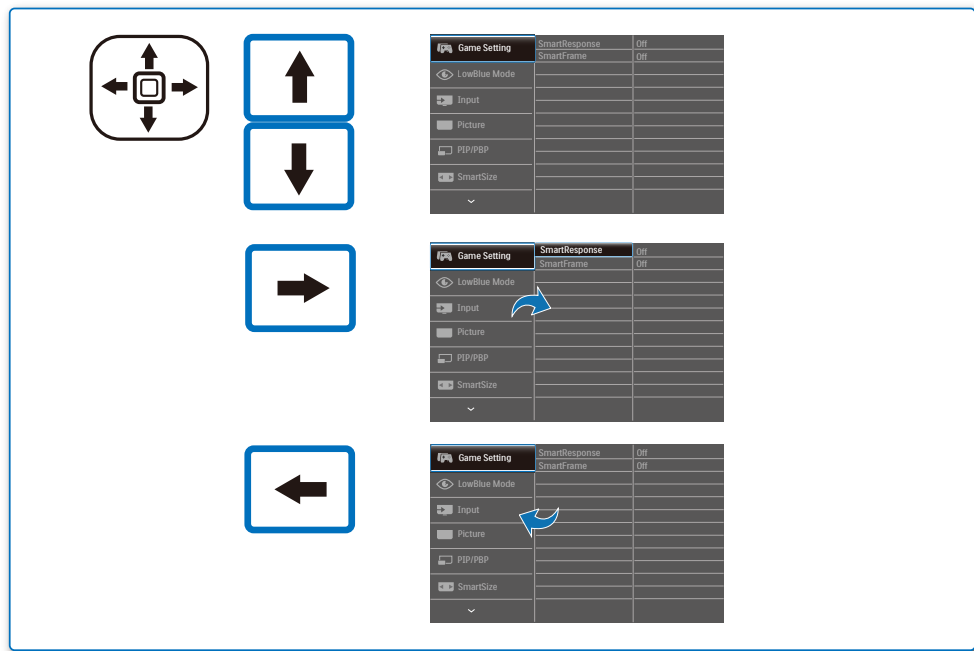 Game Setting SmartResponse Off
SmartFrame Off
LowBlue Mode
Input
Picture
PIP/PBP
SmartSize
Game Setting SmartResponse Off
SmartFrame Off
LowBlue Mode
Input
Picture
PIP/PBP
SmartSize
Game Setting SmartResponse Off
SmartFrame Off
LowBlue Mode
Input
Picture
PIP/PBP
SmartSize